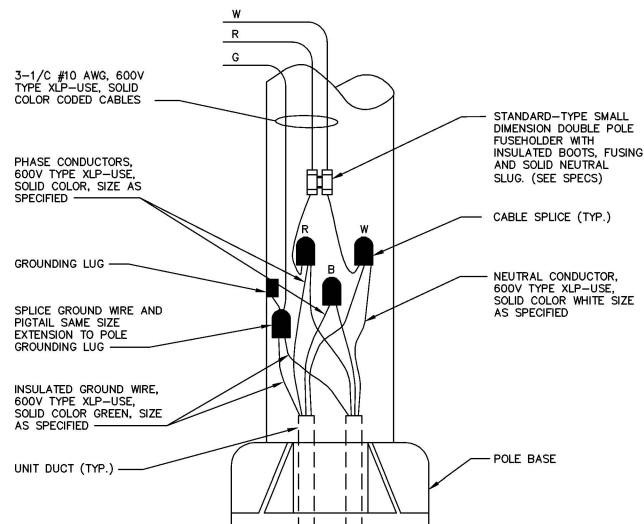 W
R
G
3-1/C #10 AWG, 600V
TYPE XLP-USE, SOLID
COLOR CODED CABLES
STANDARD-TYPE SMALL
DIMENSION DOUBLE POLE
FUSEHOLDER WITH
INSULATED BOOTS, FUSING
AND SOLID NEUTRAL
SLUG. (SEE SPECS)
PHASE CONDUCTORS,
600V TYPE XLP-USE,
SOLID COLOR, SIZE AS
SPECIFIED
R
W
B
CABLE SPLICE (TYP.)
GROUNDING LUG
NEUTRAL CONDUCTOR,
600V TYPE XLP-USE,
SOLID COLOR WHITE SIZE
AS SPECIFIED
SPLICE GROUND WIRE AND
PIGTAIL SAME SIZE
EXTENSION TO POLE
GROUNDING LUG
INSULATED GROUND WIRE,
600V TYPE XLP-USE,
SOLID COLOR GREEN, SIZE
AS SPECIFIED
UNIT DUCT (TYP.)
POLE BASE